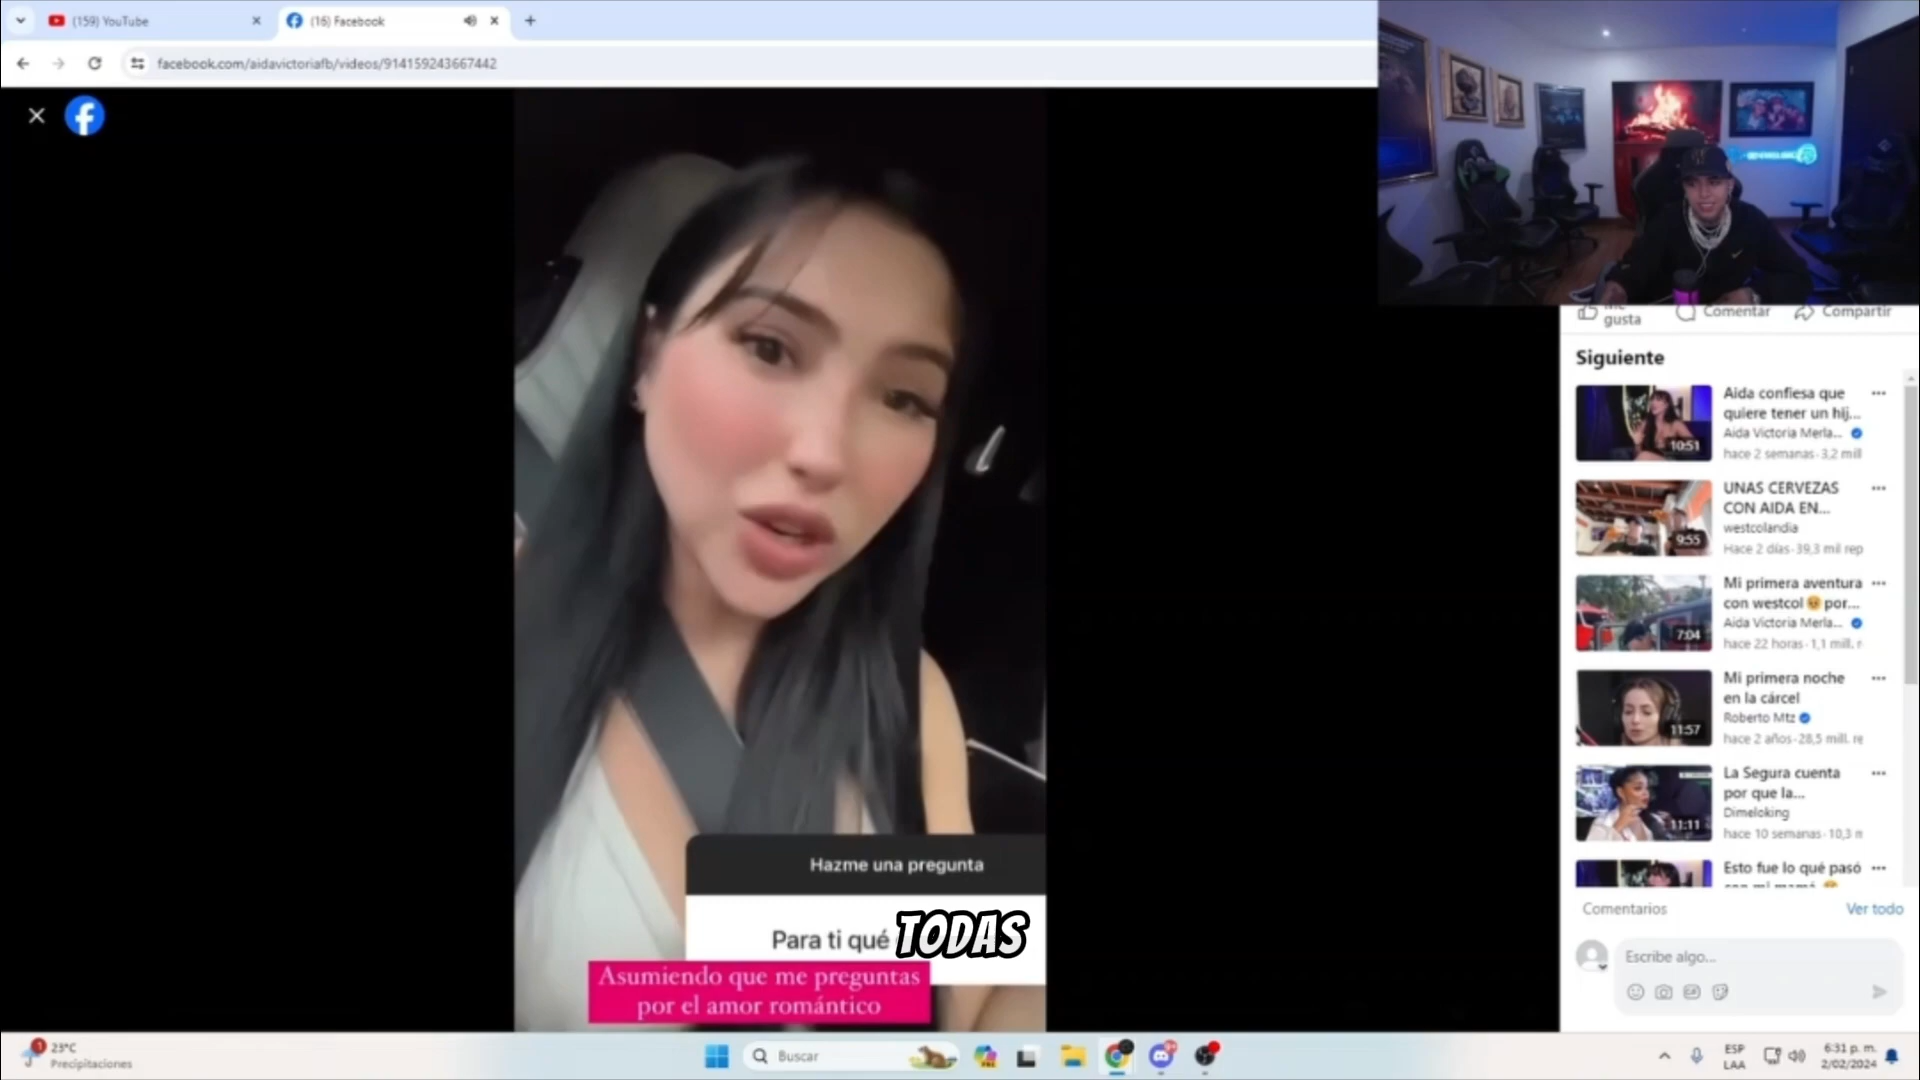 (159) YouTube
(16) Facebook
facebook.com/aidavictoriafb/videos/914159243667442
gusta
Comentar
Compartir
Siguiente
Aida confiesa que
quiere tener un hij...
Aida Victoria Merla...
hace 2 semanas · 3,2 mill
10:51
UNAS CERVEZAS
CON AIDA EN...
westcolandia
Hace 2 días · 39,3 mil rep
9:55
Mi primera aventura
con westcol 🥹 por...
Aida Victoria Merla...
hace 22 horas · 1,1 mill. r
7:04
Mi primera noche
en la cárcel
Roberto Mtz
hace 2 años · 28,5 mill. re
11:57
La Segura cuenta
por que la...
Dimeloking
hace 10 semanas · 10,3 m
11:11
Esto fue lo qué pasó
Hazme una pregunta
Para ti qué
TODAS
Asumiendo que me preguntas
por el amor romántico
Comentarios
Ver todo
Escribe algo...
1
23°C
Precipitaciones
Buscar
ESP
LAA
6:31 p. m.
2/02/2024